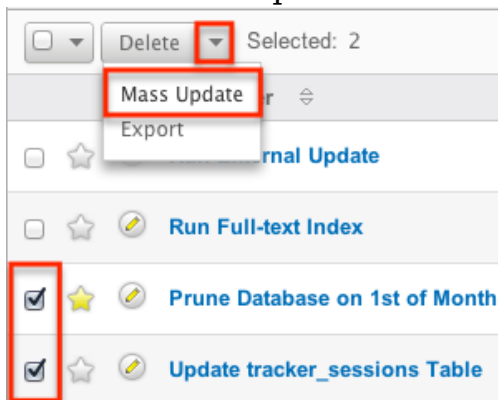 Delete Selected: 2
Mass Update
Export
rnal Update
Run Full-text Index
Prune Database on 1st of Month
Update tracker_sessions Table